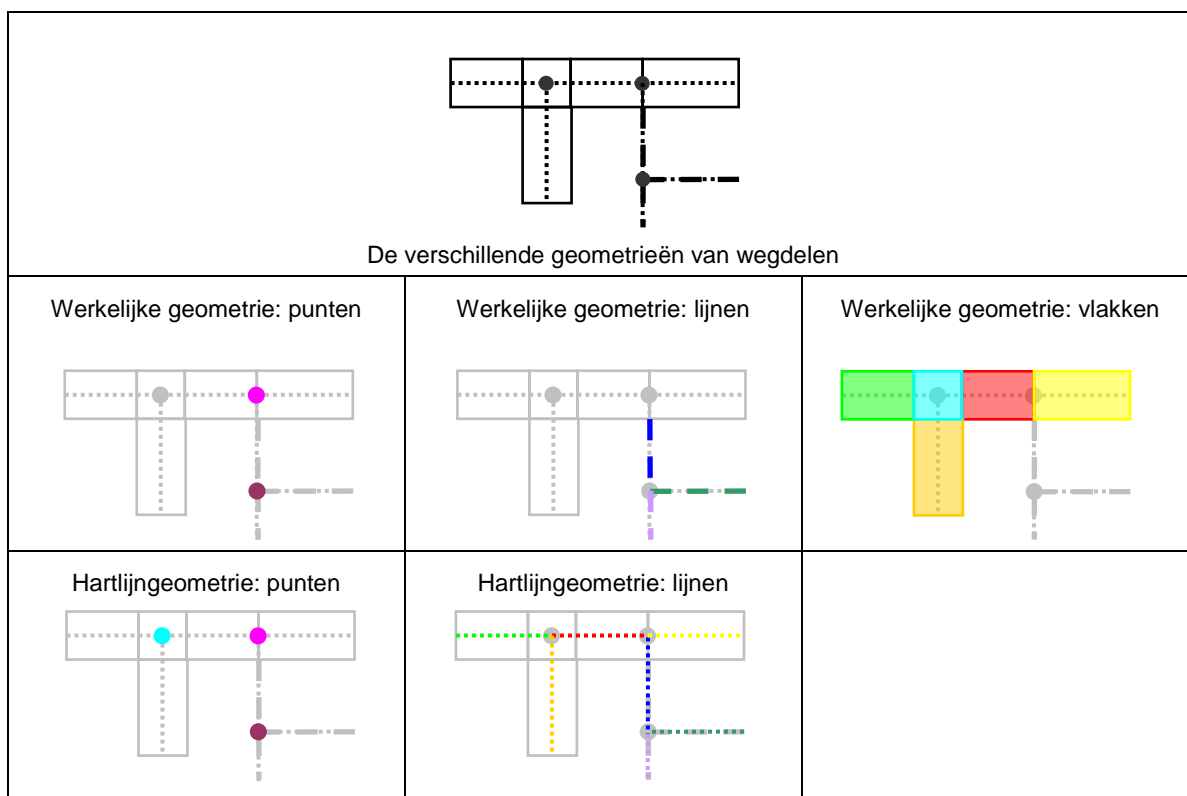 De verschillende geometrieën van wegdelen
Werkelijke geometrie: punten
Werkelijke geometrie: lijnen
Werkelijke geometrie: vlakken
Hartlijngeometrie: punten
Hartlijngeometrie: lijnen